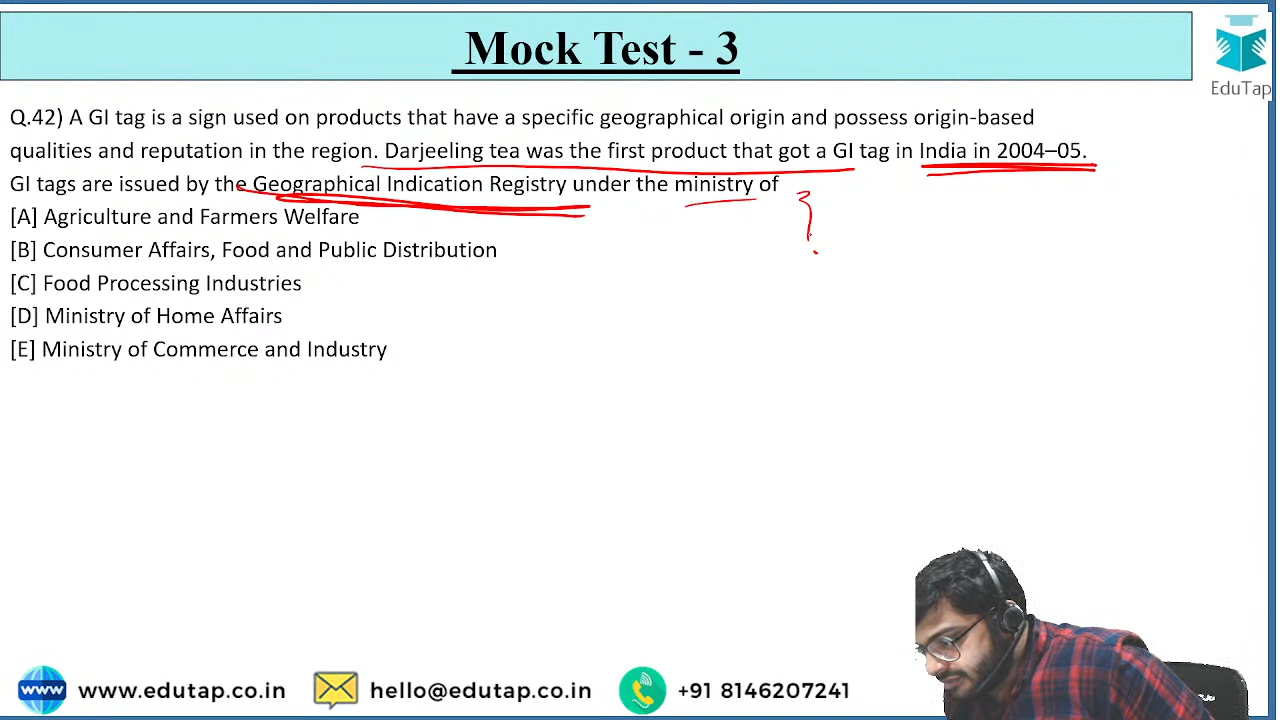 Mock Test - 3
EduTap
Q.42) A GI tag is a sign used on products that have a specific geographical origin and possess origin-based
qualities and reputation in the region. Darjeeling tea was the first product that got a GI tag in India in 2004–05.
GI tags are issued by the Geographical Indication Registry under the ministry of
?
[A] Agriculture and Farmers Welfare
[B] Consumer Affairs, Food and Public Distribution
[C] Food Processing Industries
[D] Ministry of Home Affairs
[E] Ministry of Commerce and Industry
www www.edutap.co.in hello@edutap.co.in +91 8146207241